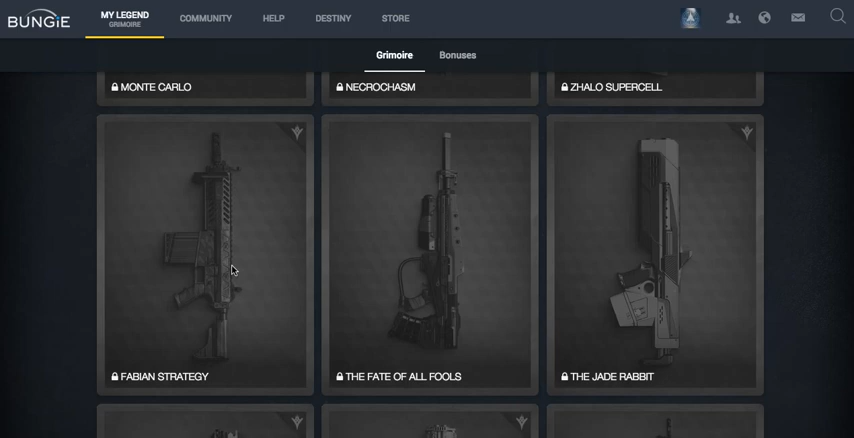 BUNGIE
MY LEGEND
GRIMOIRE
COMMUNITY
HELP
DESTINY
STORE
Grimoire
Bonuses
MONTE CARLO
NECROCHASM
ZHALO SUPERCELL
FABIAN STRATEGY
THE FATE OF ALL FOOLS
THE JADE RABBIT